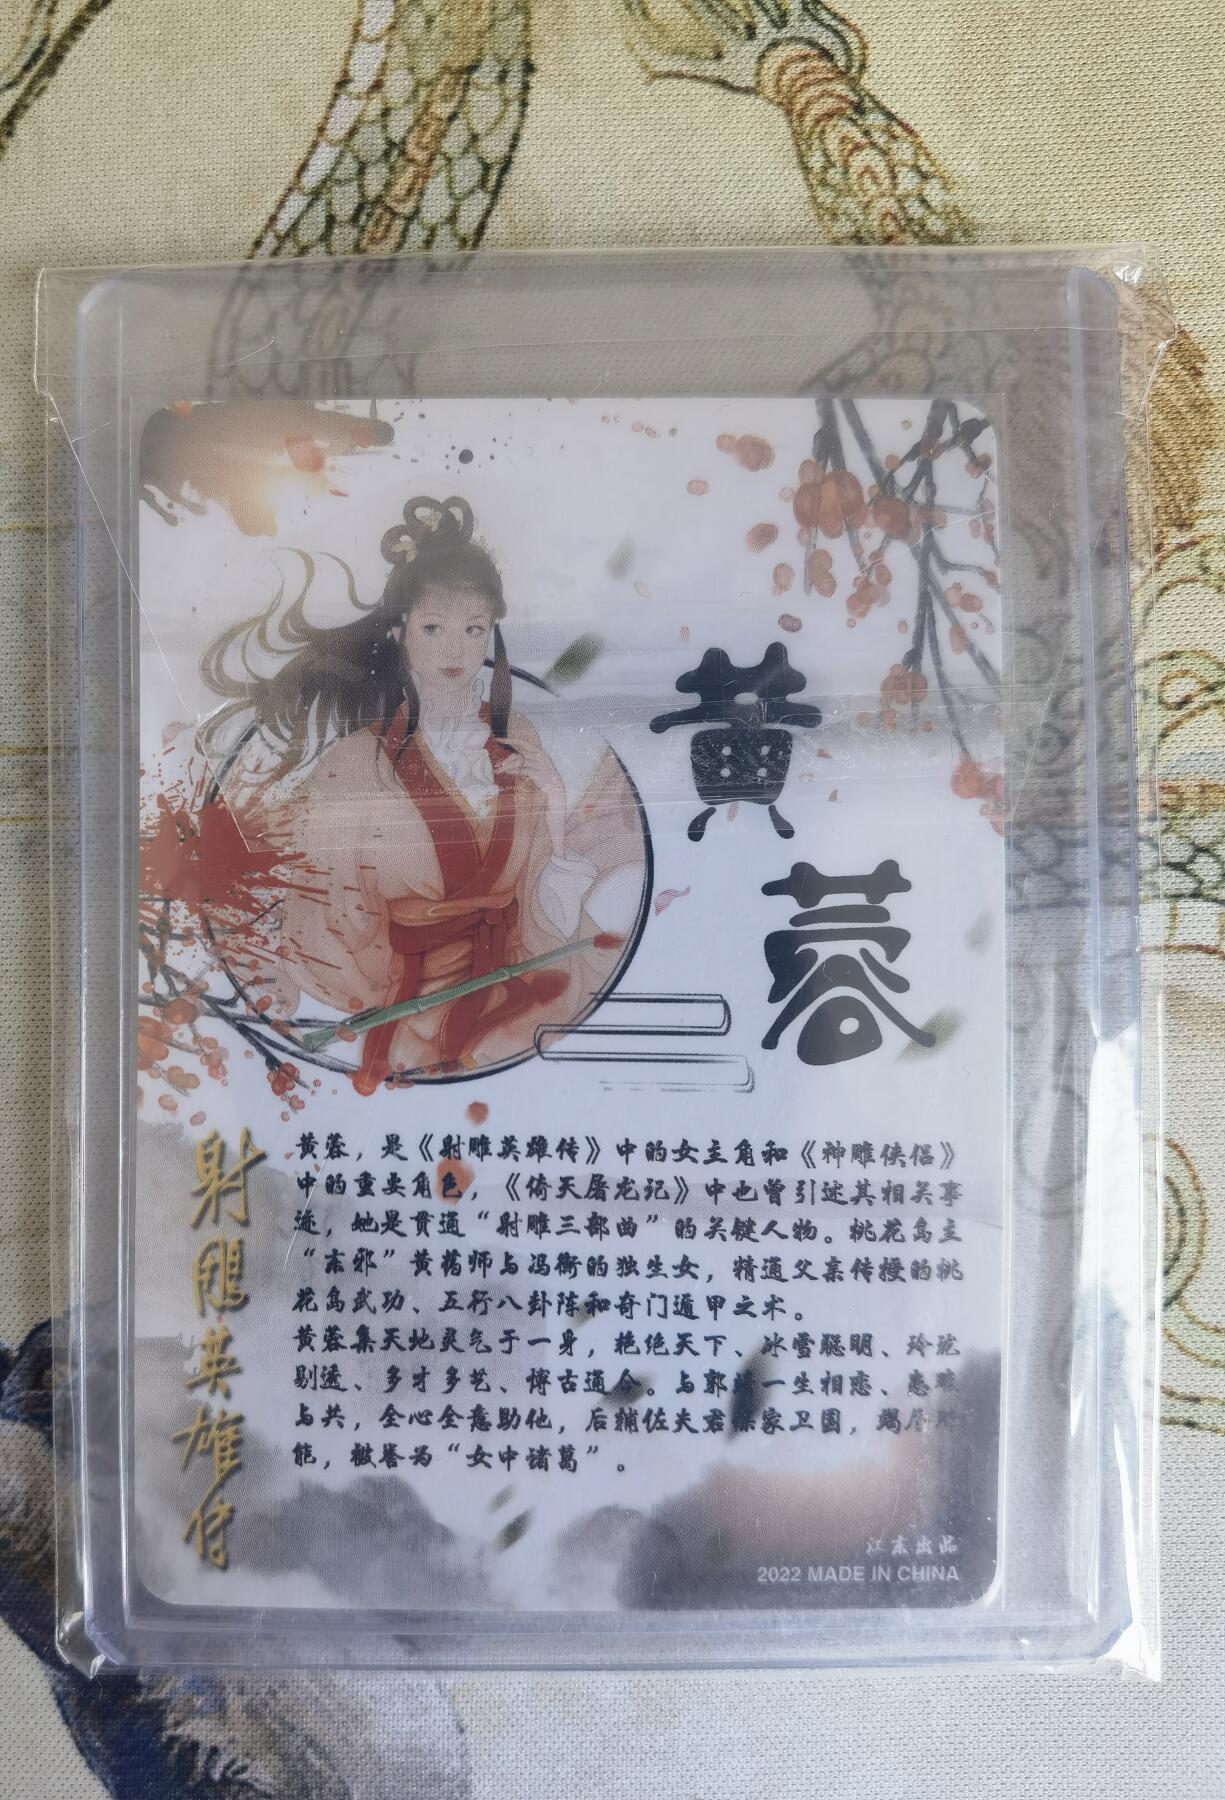 黄
蓉
射雕英雄传
黄蓉，是《射雕英雄传》中的女主角和《神雕侠侣》
中的重要角色，《倚天屠龙记》中也曾引述其相关事
迹，她是贯通“射雕三部曲”的关键人物。桃花岛主
“东邪”黄药师与冯衡的独生女，精通父亲传授的桃
花岛武功、五行八卦阵和奇门遁甲之术。
黄蓉集天地灵气于一身，艳绝天下、冰雪聪明、玲珑
剔透、多才多艺、博古通今。与郭靖一生相恋、患难
与共，全心全意助他，后辅佐夫君保家卫国，竭尽所
能，被誉为“女中诸葛”。
江东出品
2022 MADE IN CHINA